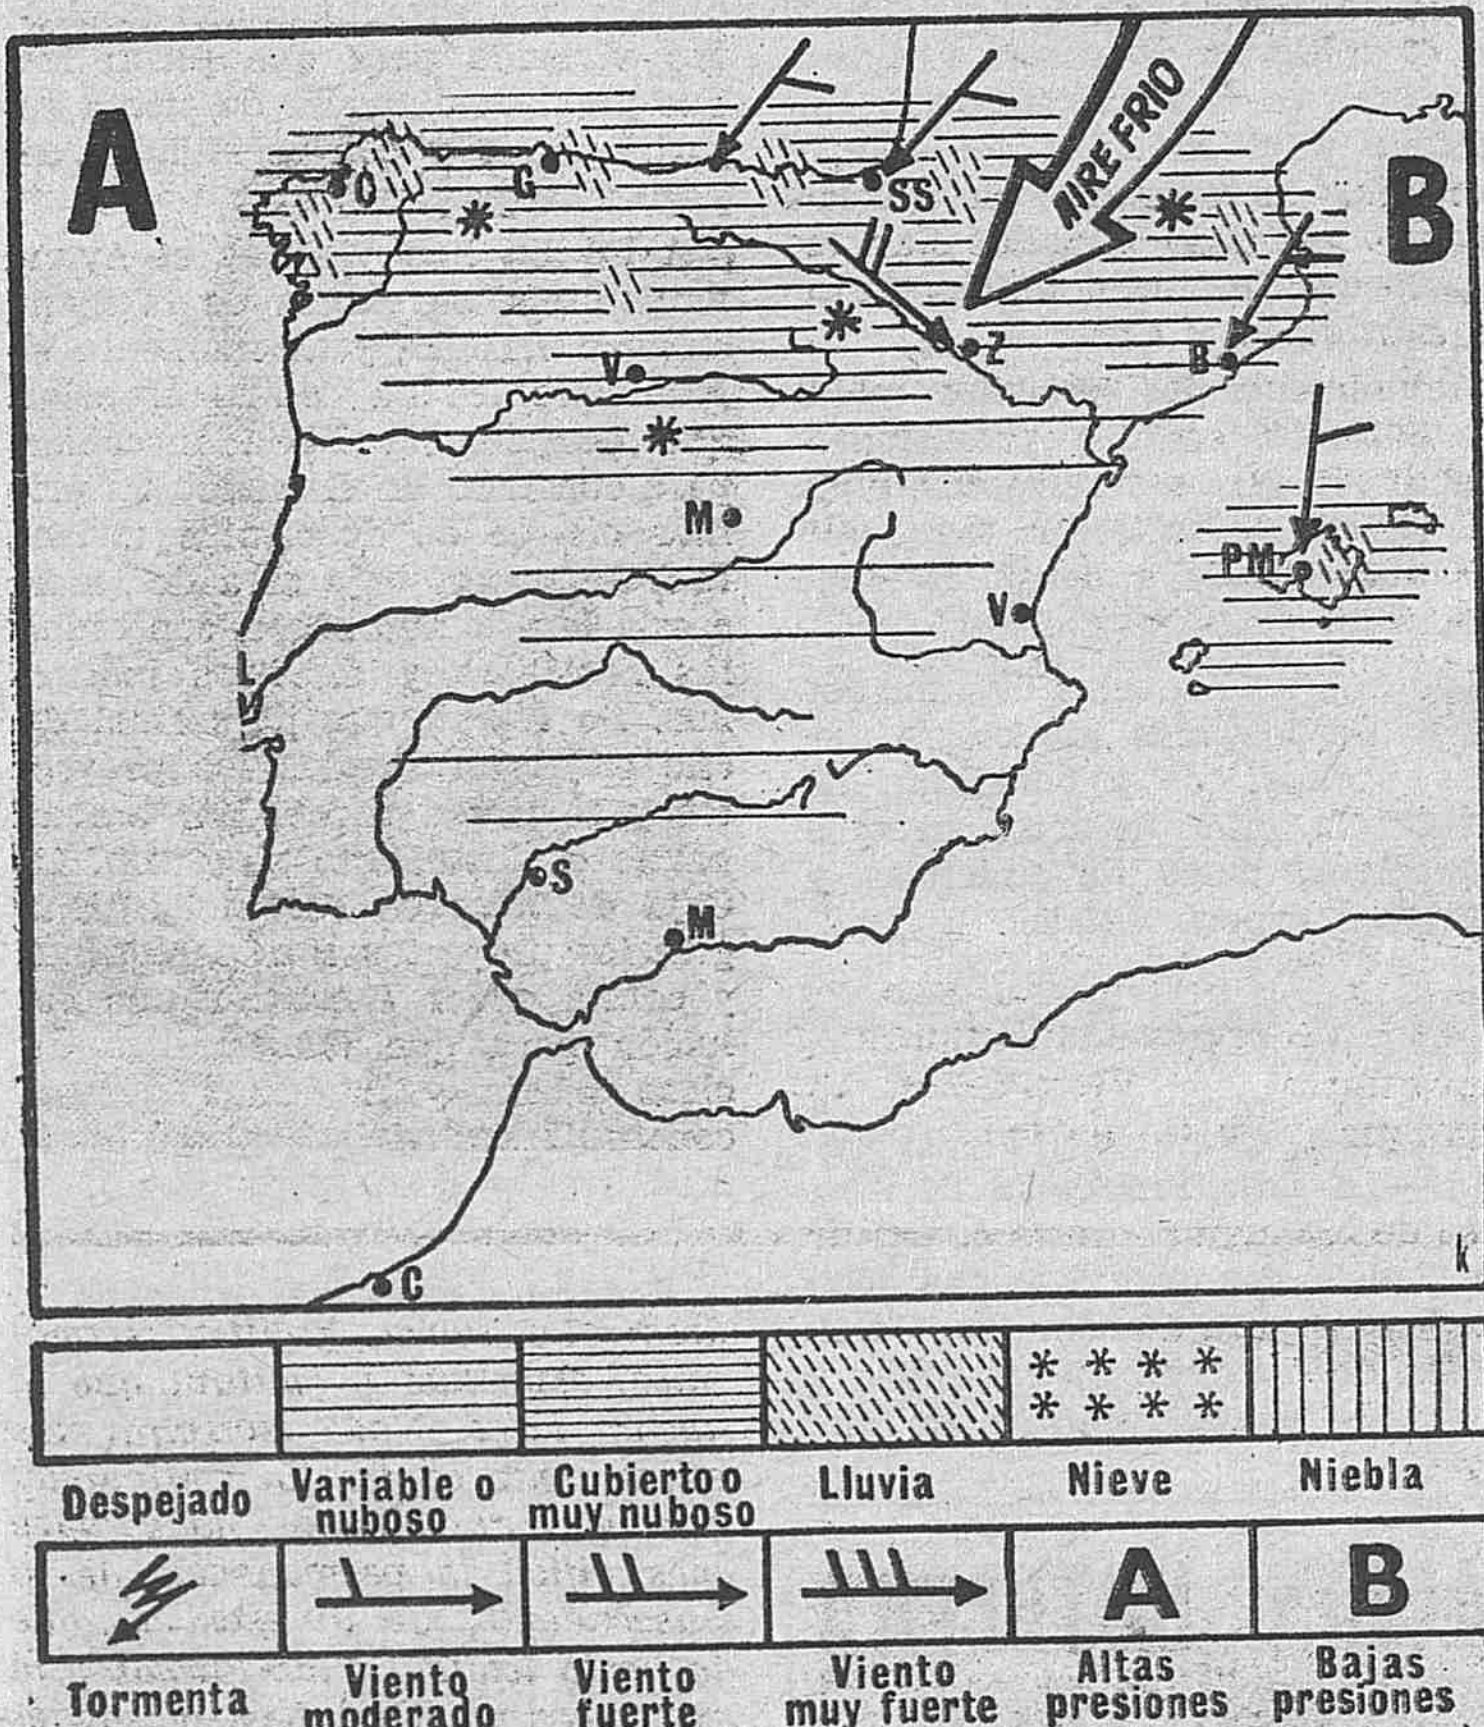 A
B
AIRE FRIO
O
G
SS
Z
B
V
M
PM
V
L
S
M
C
k
Despejado
Variable o
nuboso
Cubierto o
muy nuboso
Lluvia
Nieve
Niebla
A
B
Tormenta
Viento
moderado
Viento
fuerte
Viento
muy fuerte
Altas
presiones
Bajas
presiones